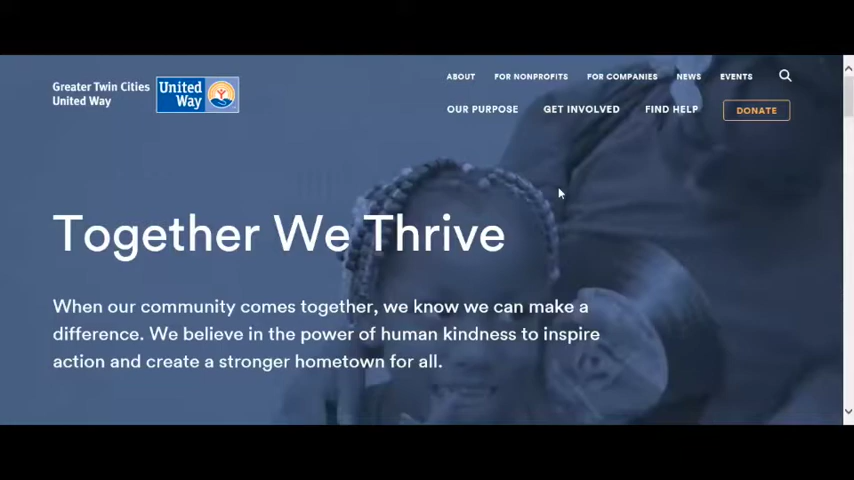 Greater Twin Cities
United Way
United
Way
ABOUT FOR NONPROFITS FOR COMPANIES NEWS EVENTS
OUR PURPOSE GET INVOLVED FIND HELP DONATE
Together We Thrive
When our community comes together, we know we can make a
difference. We believe in the power of human kindness to inspire
action and create a stronger hometown for all.